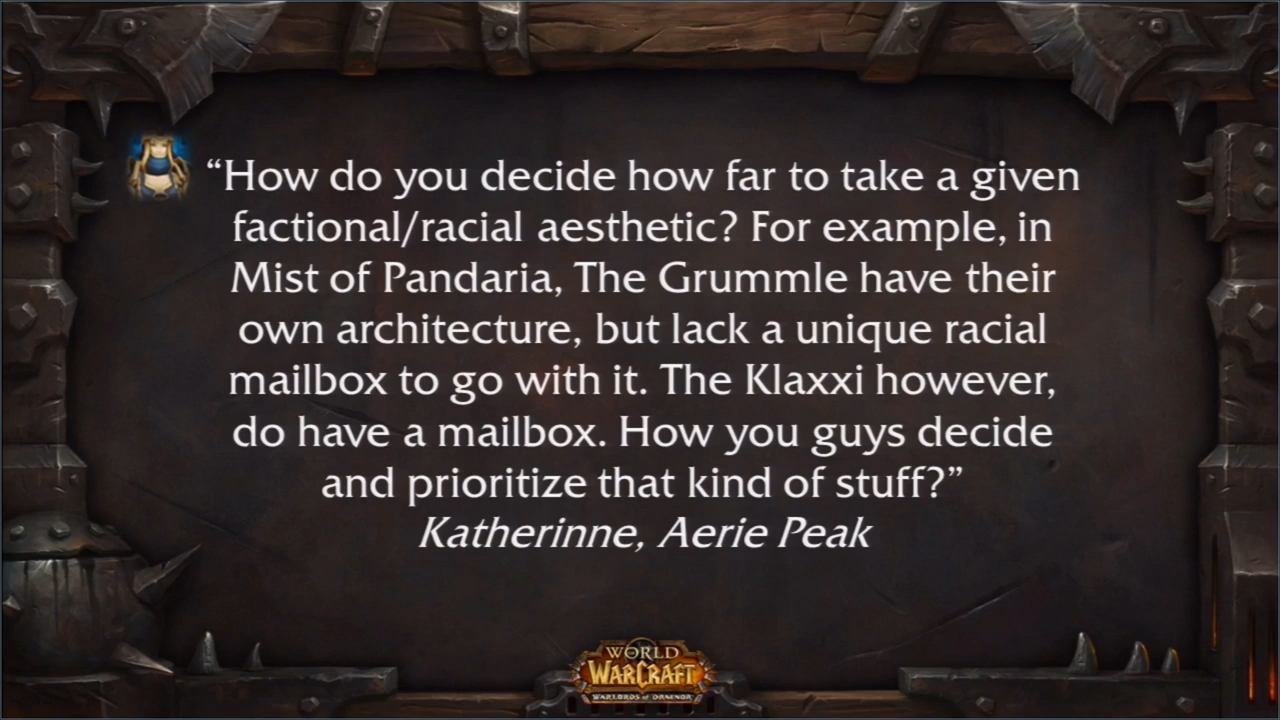 “How do you decide how far to take a given
factional/racial aesthetic? For example, in
Mist of Pandaria, The Grummle have their
own architecture, but lack a unique racial
mailbox to go with it. The Klaxxi however,
do have a mailbox. How you guys decide
and prioritize that kind of stuff?”
Katherinne, Aerie Peak
WORLD
OF
WARCRAFT
WARLORDS OF DRAENOR